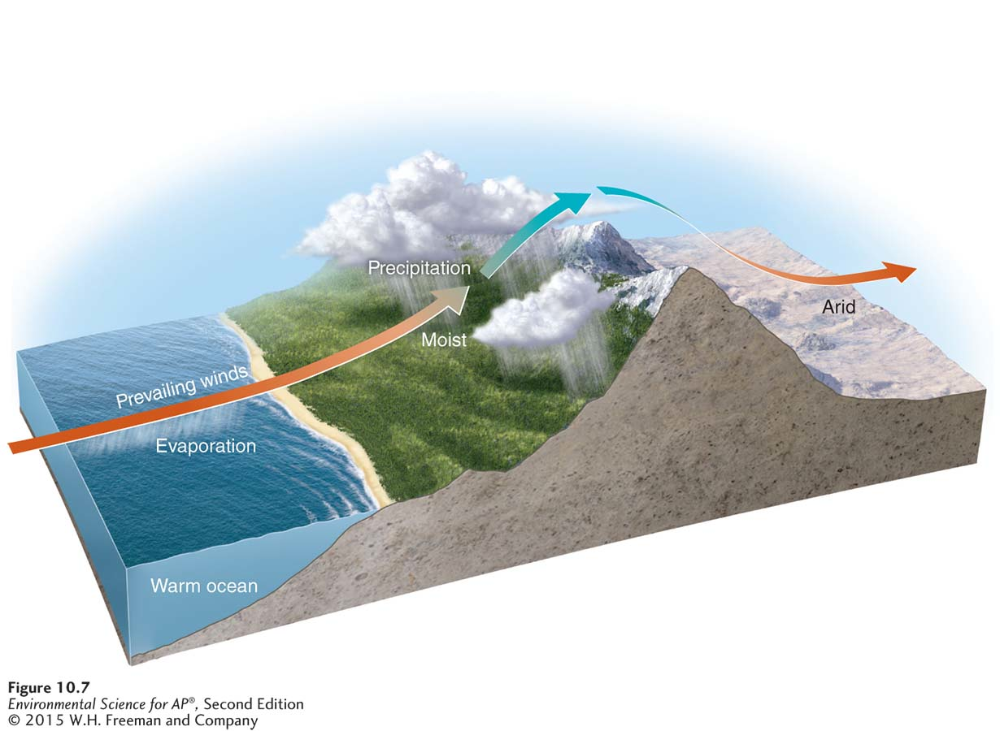 Precipitation
Arid
Moist
Prevailing winds
Evaporation
Warm ocean
Figure 10.7
Environmental Science for AP®, Second Edition
© 2015 W.H. Freeman and Company